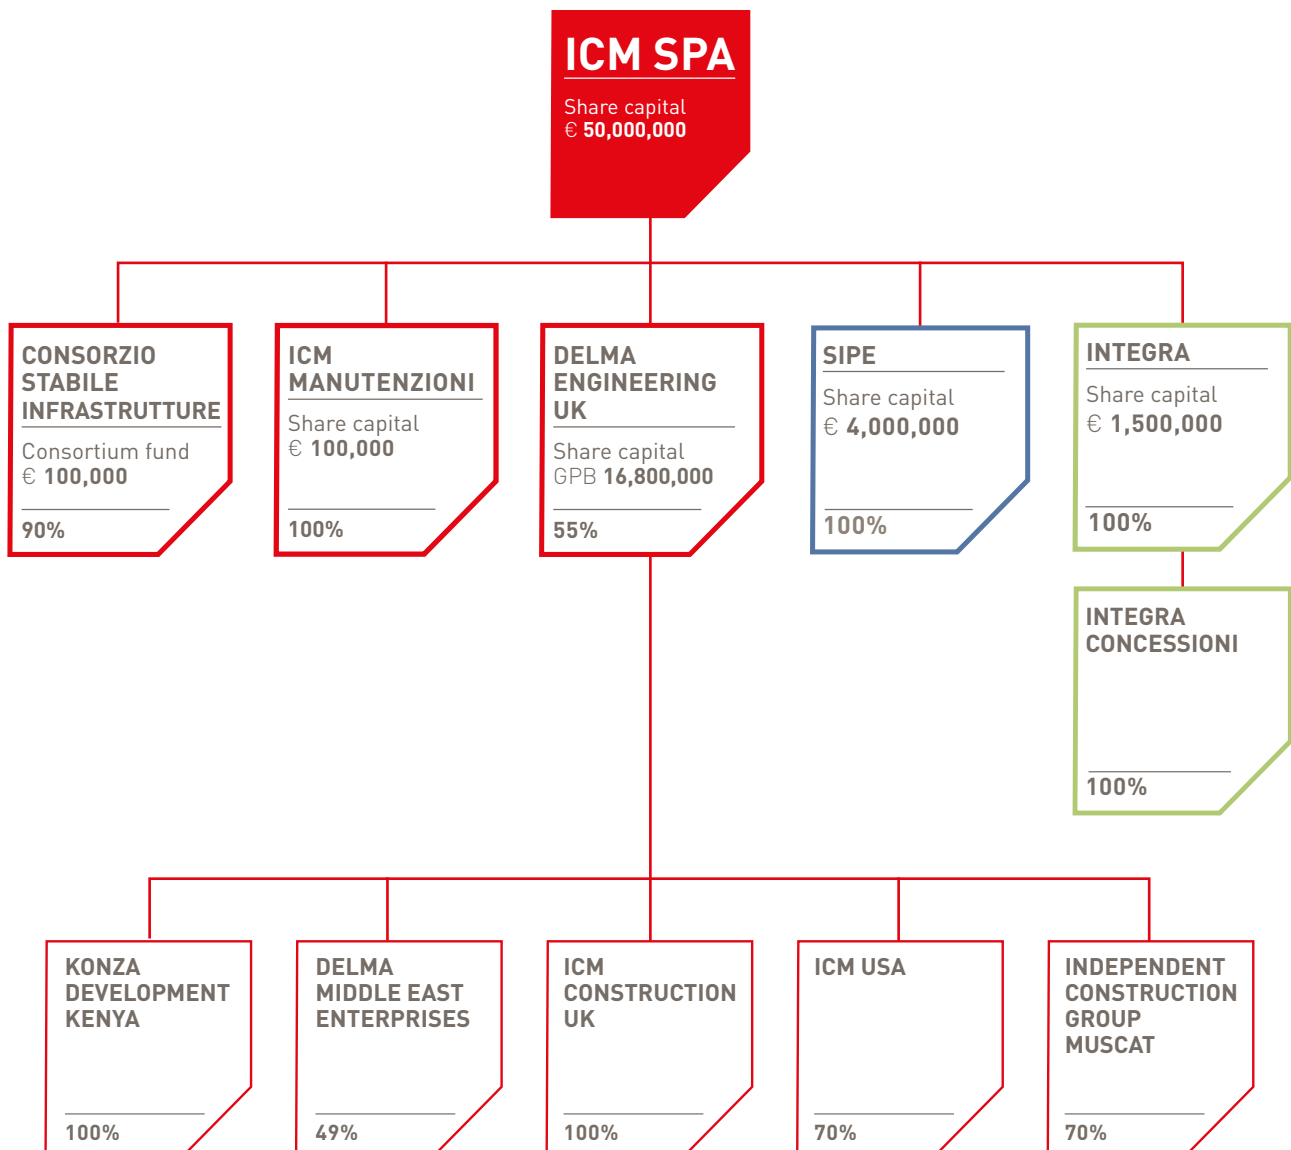 ICM SPA
Share capital
€ 50,000,000
CONSORZIO
STABILE
INFRASTRUTTURE
Consortium fund
€ 100,000
90%
ICM
MANUTENZIONI
Share capital
€ 100,000
100%
DELMA
ENGINEERING
UK
Share capital
GPB 16,800,000
55%
SIPE
Share capital
€ 4,000,000
100%
INTEGRA
Share capital
€ 1,500,000
100%
INTEGRA
CONCESSIONI
100%
KONZA
DEVELOPMENT
KENYA
100%
DELMA
MIDDLE EAST
ENTERPRISES
49%
ICM
CONSTRUCTION
UK
100%
ICM USA
70%
INDEPENDENT
CONSTRUCTION
GROUP
MUSCAT
70%